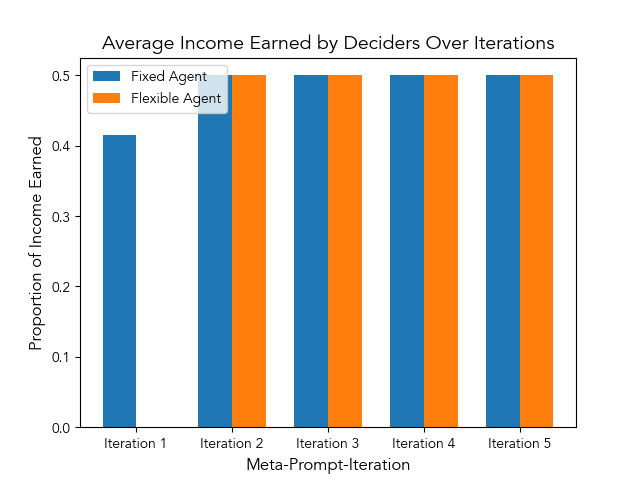 Average Income Earned by Deciders Over Iterations
Fixed Agent
Flexible Agent
Proportion of Income Earned
0.5
0.4
0.3
0.2
0.1
0.0
Iteration 1
Iteration 2
Iteration 3
Iteration 4
Iteration 5
Meta-Prompt-Iteration